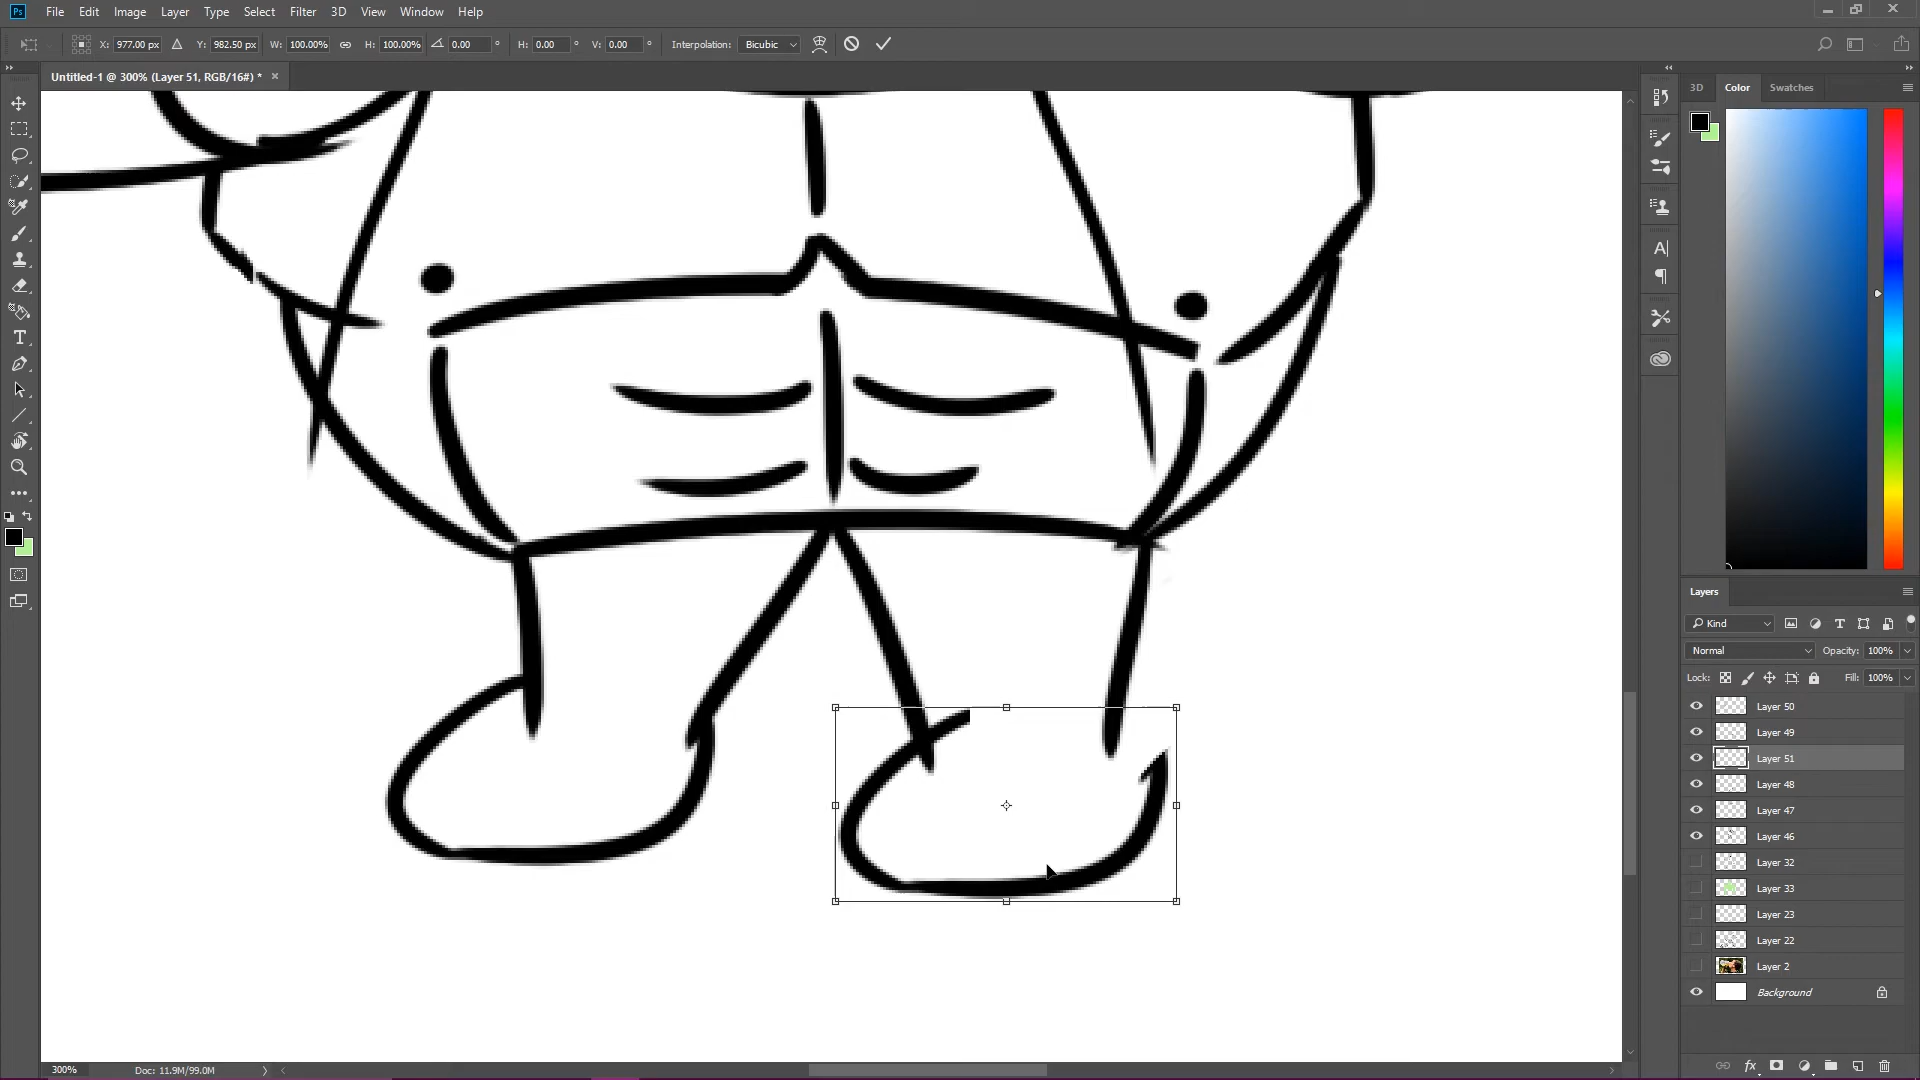 Ps File Edit Image Layer Type Select Filter 3D View Window Help
X: 977.00 px Y: 982.50 px W: 100.00% H: 100.00% 0.00 ° H: 0.00 ° V: 0.00 ° Interpolation: Bicubic
Untitled-1 @ 300% (Layer 51, RGB/16#) * ×
3D Color Swatches
Layers
Kind
Normal Opacity: 100%
Lock: Fill: 100%
Layer 50
Layer 49
Layer 51
Layer 48
Layer 47
Layer 46
Layer 32
Layer 33
Layer 23
Layer 22
Layer 2
Background
300% Doc: 11.9M/99.0M